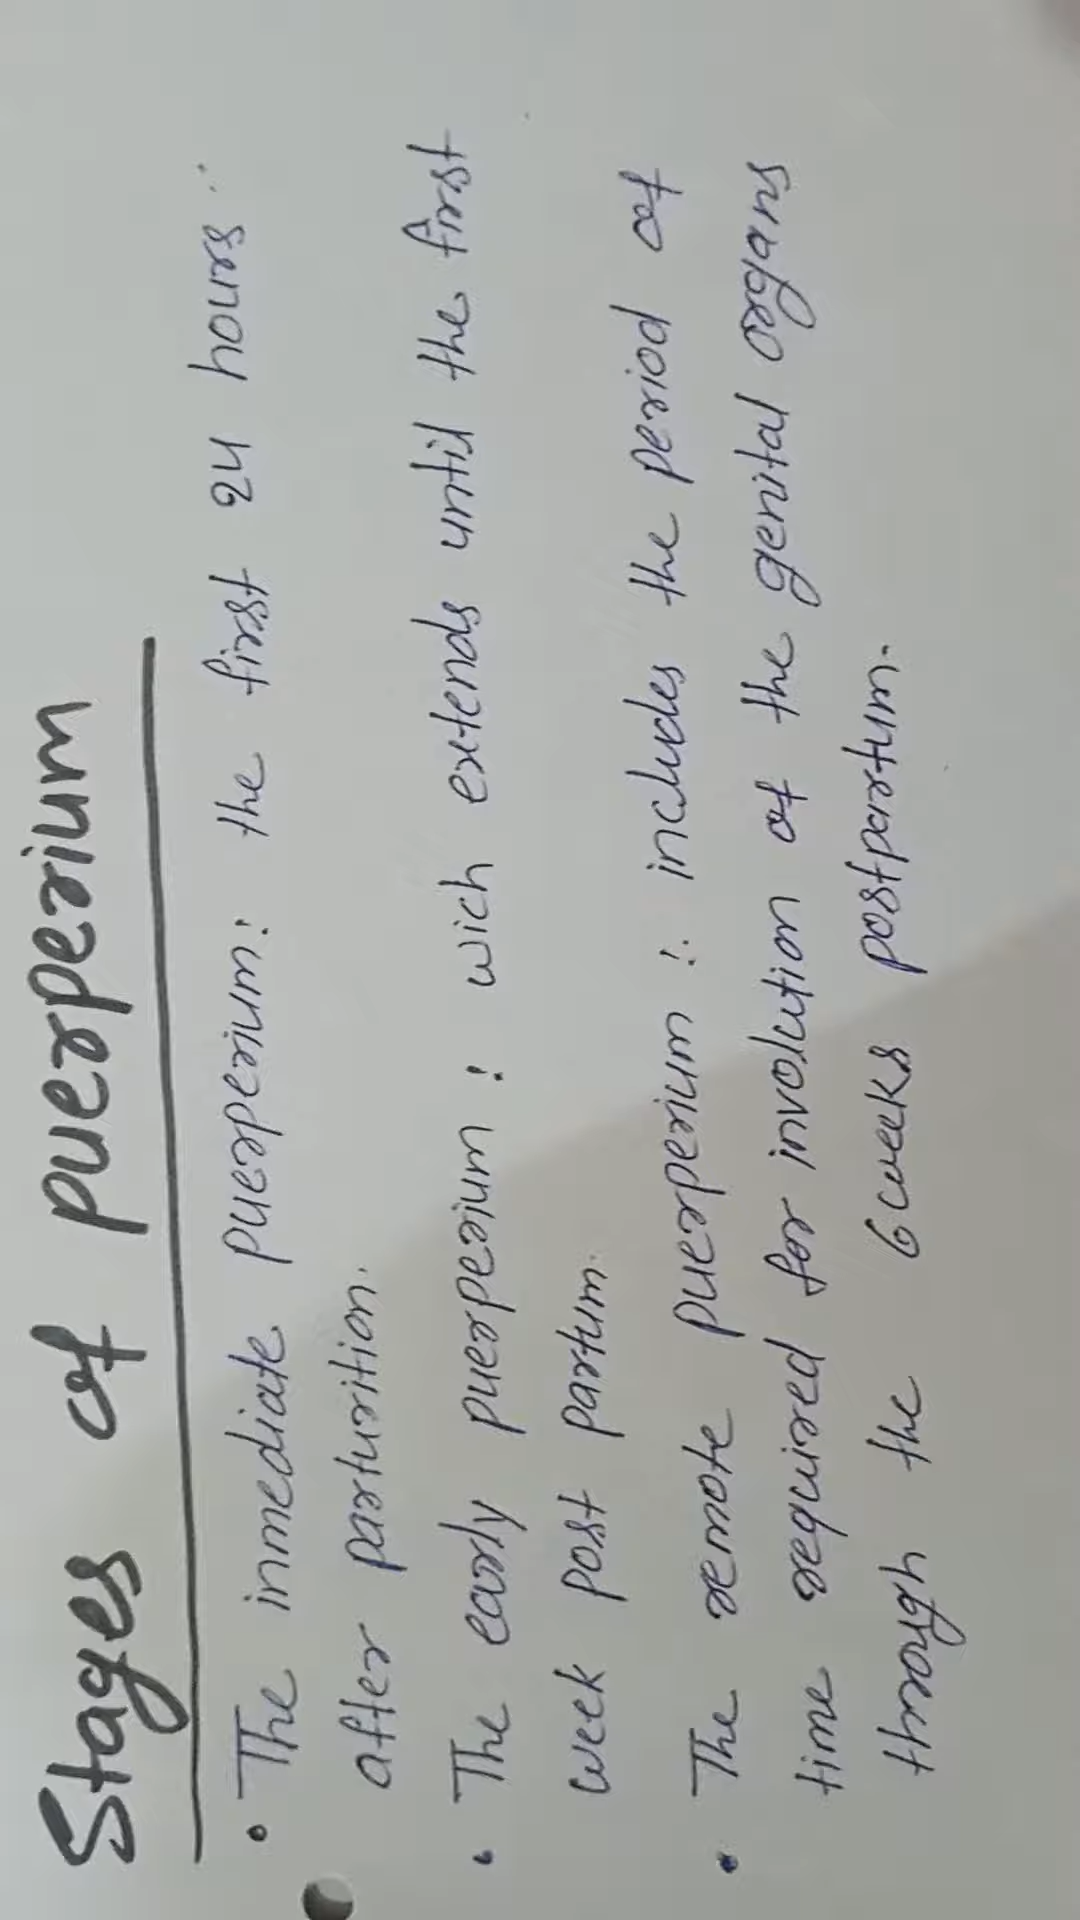 Stages of puerperium
• The inmediate puerperium: the first 24 hours
after parturition.
• The early puerperium: wich extends until the first
week post partum.
• The remote puerperium: includes the period of
time required for involution of the genital organs
through the 6 weeks postpartum.